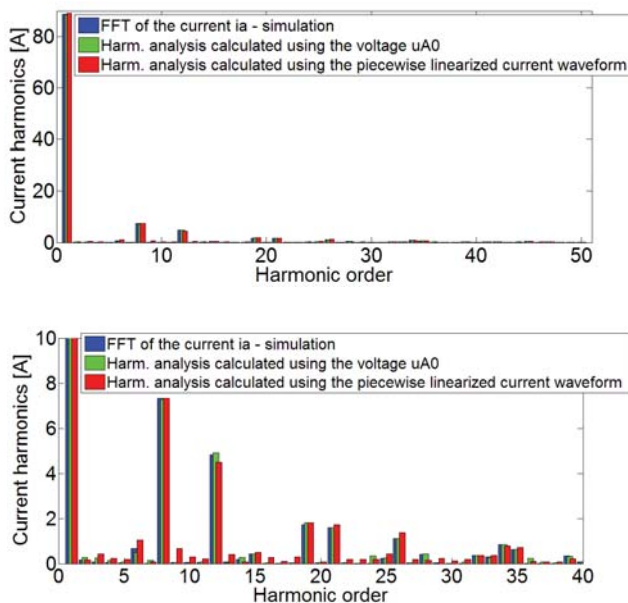 Current harmonics [A]
80
60
40
20
0
FFT of the current ia - simulation
Harm. analysis calculated using the voltage uA0
Harm. analysis calculated using the piecewise linearized current waveform
0 10 20 30 40 50
Harmonic order
Current harmonics [A]
10
8
6
4
2
0
FFT of the current ia - simulation
Harm. analysis calculated using the voltage uA0
Harm. analysis calculated using the piecewise linearized current waveform
0 5 10 15 20 25 30 35 40
Harmonic order